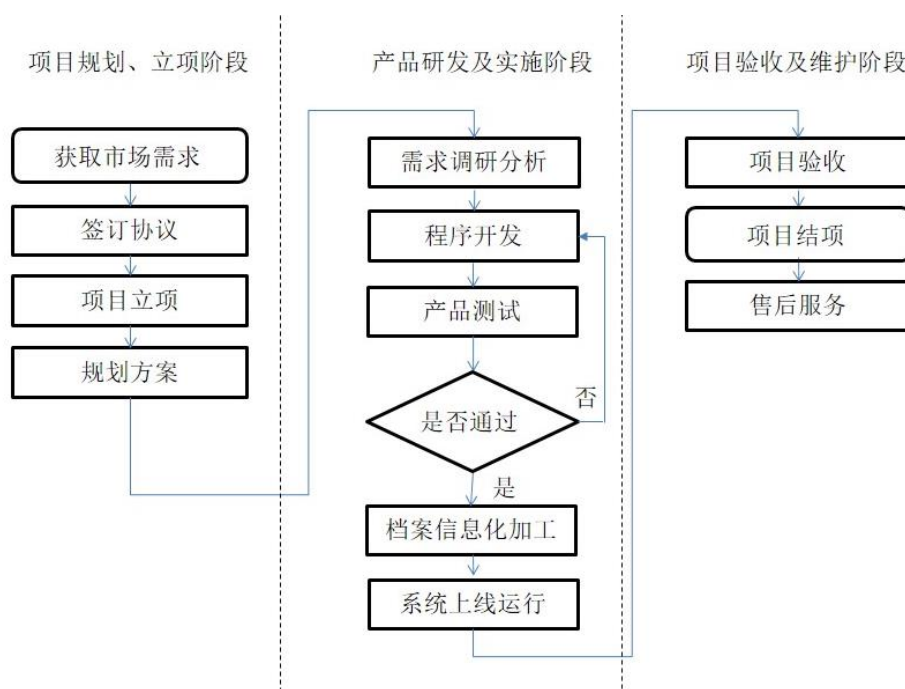 项目规划、立项阶段
获取市场需求
签订协议
项目立项
规划方案
产品研发及实施阶段
需求调研分析
程序开发
产品测试
是否通过
否
是
档案信息化加工
系统上线运行
项目验收及维护阶段
项目验收
项目结项
售后服务